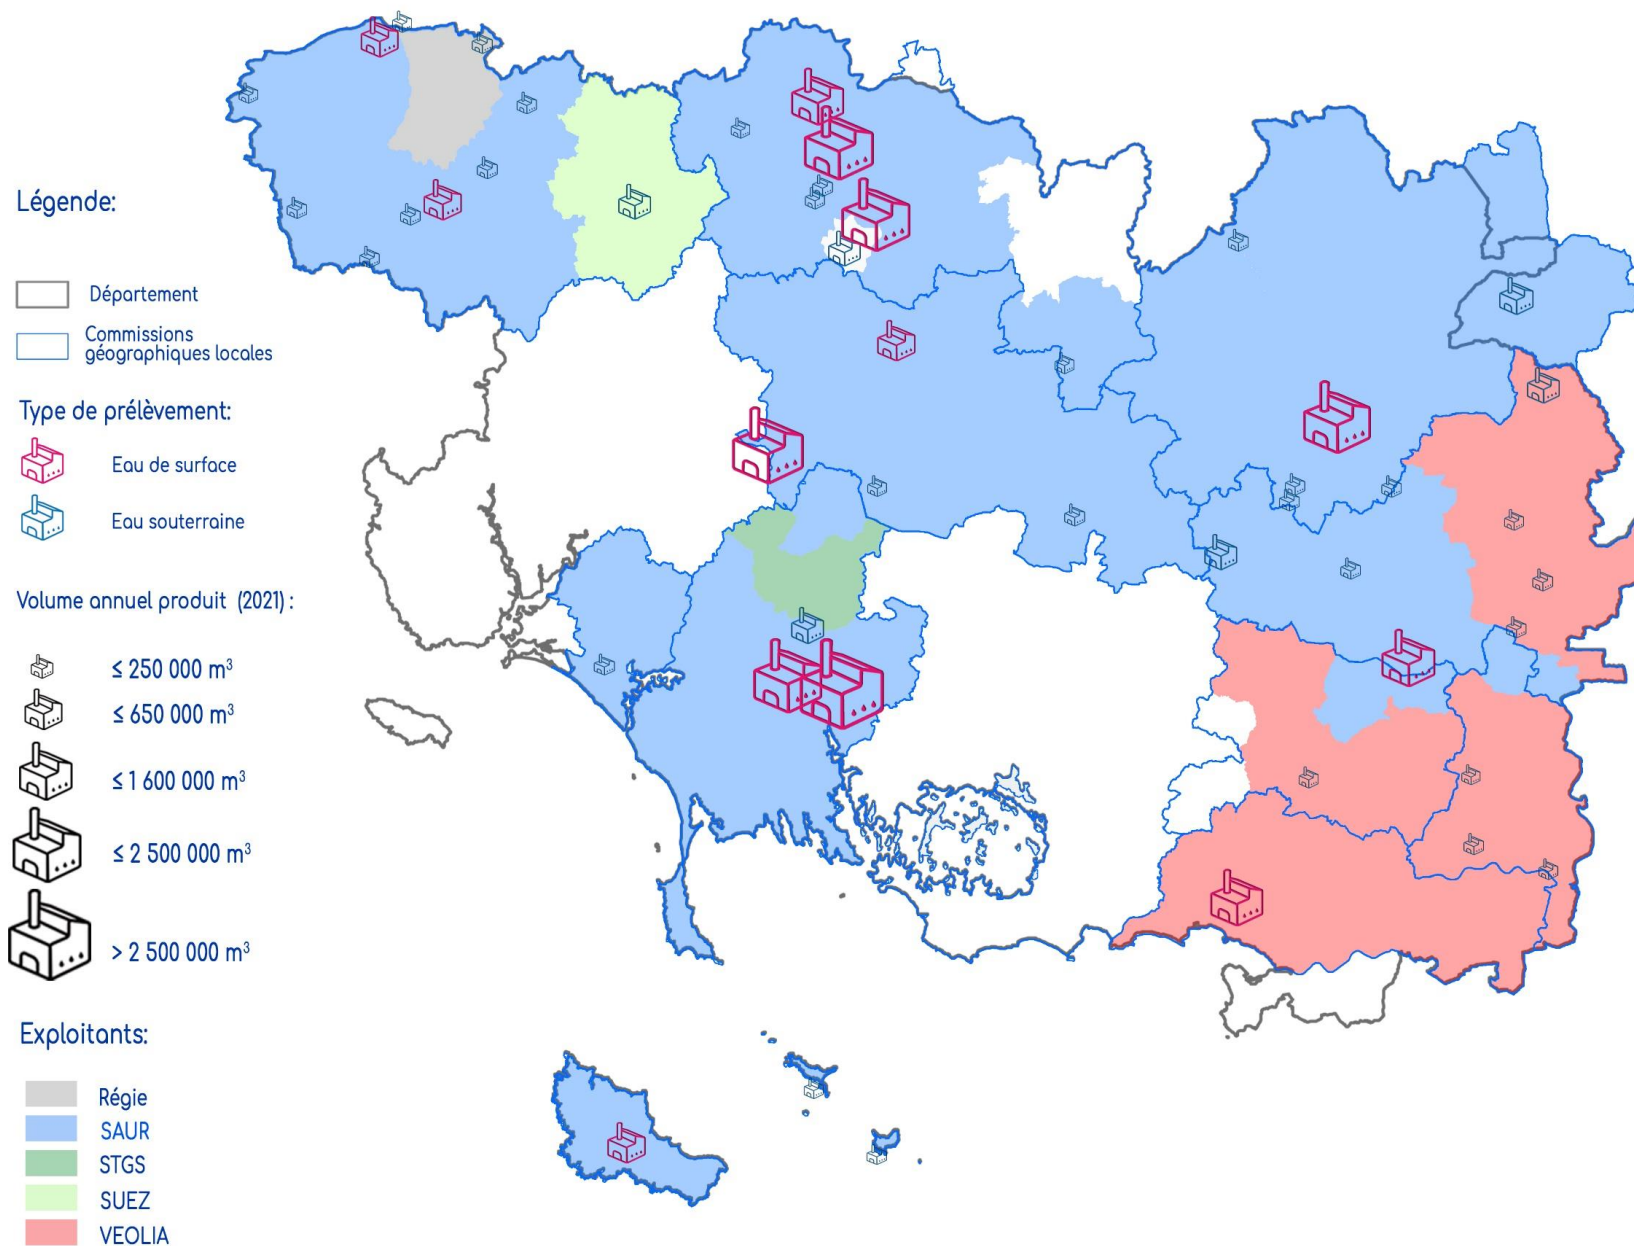 Légende:
Département
Commissions
géographiques locales
Type de prélèvement:
Eau de surface
Eau souterraine
Volume annuel produit (2021) :
≤ 250 000 m³
≤ 650 000 m³
≤ 1 600 000 m³
≤ 2 500 000 m³
> 2 500 000 m³
Exploitants:
Régie
SAUR
STGS
SUEZ
VEOLIA